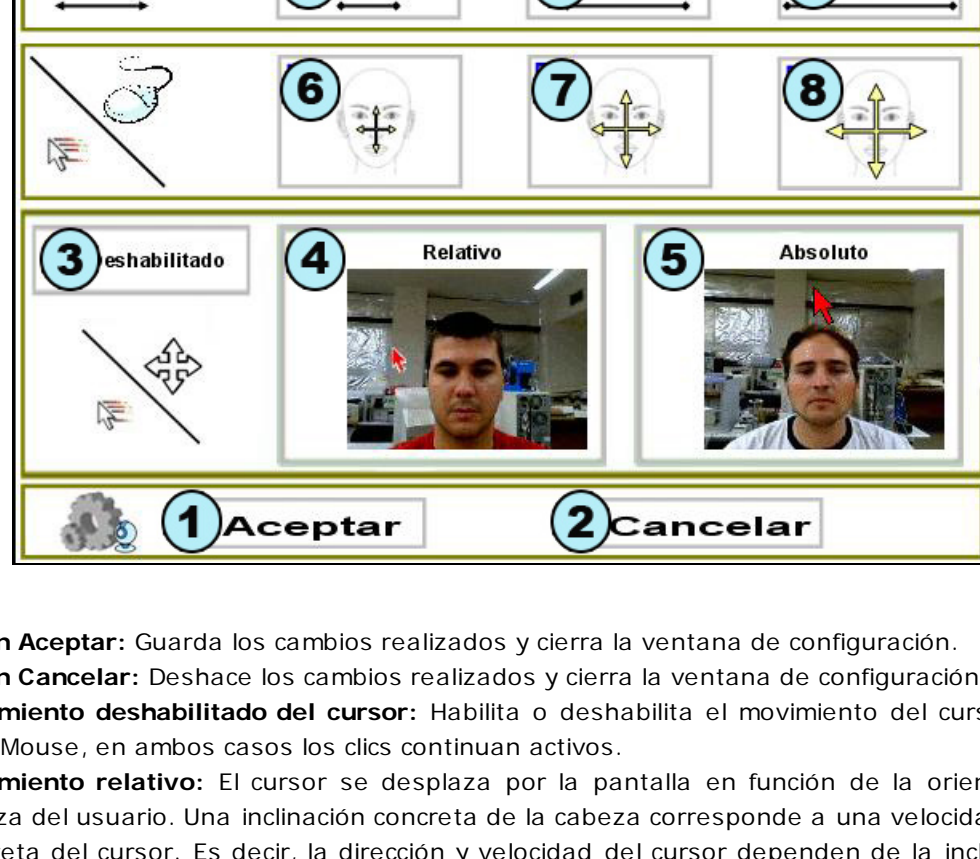 6 7 8
3 eshabilitado 4 Relativo 5 Absoluto
1 Aceptar 2 Cancelar
n Aceptar: Guarda los cambios realizados y cierra la ventana de configuración.
n Cancelar: Deshace los cambios realizados y cierra la ventana de configuración
miento deshabilitado del cursor: Habilita o deshabilita el movimiento del curs
Mouse, en ambos casos los clics continuan activos.
miento relativo: El cursor se desplaza por la pantalla en función de la orien
za del usuario. Una inclinación concreta de la cabeza corresponde a una velocida
reta del cursor. Es decir, la dirección y velocidad del cursor dependen de la inc